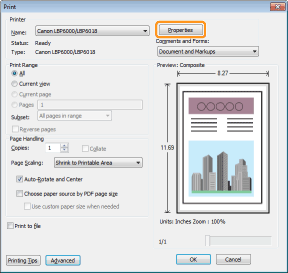 Print
Printer
Name: Canon LBP6000/LBP6018
Properties
Status: Ready
Type: Canon LBP6000/LBP6018
Comments and Forms:
Document and Markups
Print Range
All
Current view
Current page
Pages 1
Subset: All pages in range
Reverse pages
Page Handling
Copies: 1
Collate
Page Scaling: Shrink to Printable Area
Auto-Rotate and Center
Choose paper source by PDF page size
Use custom paper size when needed
Print to file
Preview: Composite
8.27
11.69
Units: Inches Zoom : 100%
1/1
Printing Tips
Advanced
OK
Cancel